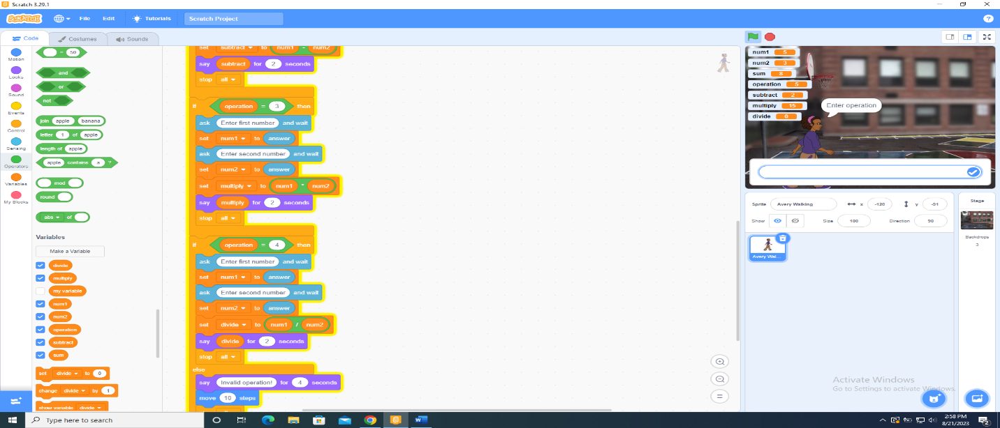 Scratch 3.29.1
SCRATCH File Edit Tutorials Scratch Project ?
Code Costumes Sounds
Motion
Looks
Sound
Events
Control
Sensing
Operators
Variables
My Blocks
= 50
and
or
not
join apple banana
letter 1 of apple
length of apple
apple contains a ?
mod
round
abs of
Variables
Make a Variable
divide
multiply
my variable
num1
num2
operation
subtract
sum
set divide to 0
change divide by 1
show variable divide
set subtract to num1 - num2
say subtract for 2 seconds
stop all
if operation = 3 then
ask Enter first number and wait
set num1 to answer
ask Enter second number and wait
set num2 to answer
set multiply to num1 * num2
say multiply for 2 seconds
stop all
if operation = 4 then
ask Enter first number and wait
set num1 to answer
ask Enter second number and wait
set num2 to answer
set divide to num1 / num2
say divide for 2 seconds
stop all
else
say Invalid operation! for 4 seconds
move 10 steps
num1 5
num2 3
sum 8
operation 5
subtract 2
multiply 15
divide 0
Enter operation
Sprite Avery Walking x -120 y -91
Show Size 100 Direction 90
Avery Wal...
Stage
Backdrops
Activate Windows
Go to Settings to activate Windows.
Type here to search
2:58 PM
8/21/2023
2